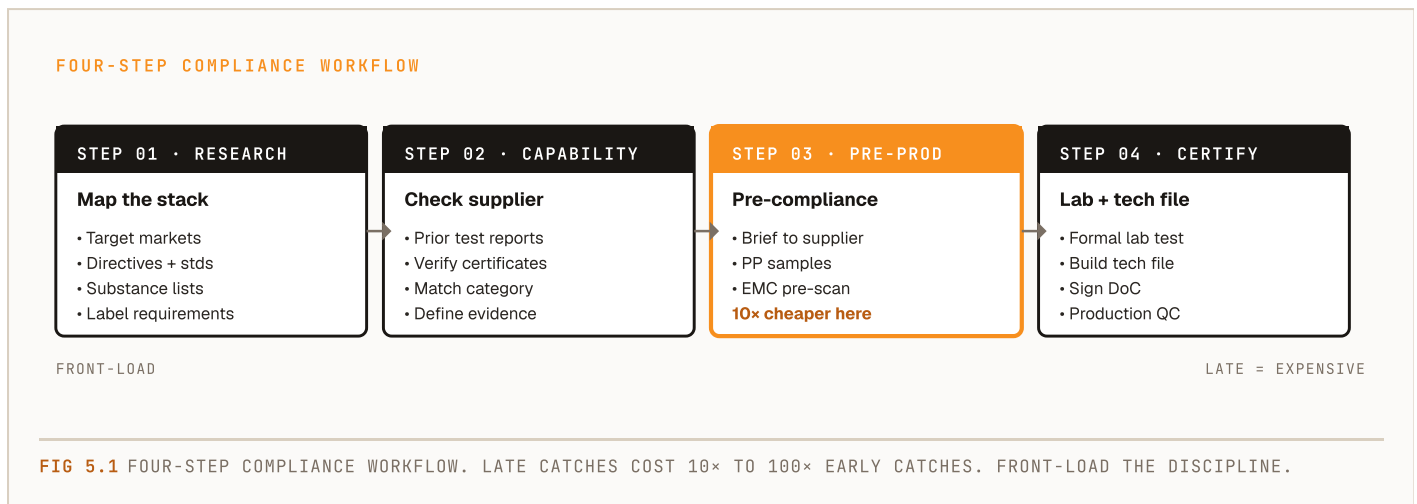 FOUR-STEP COMPLIANCE WORKFLOW
STEP 01 · RESEARCH
Map the stack
• Target markets
• Directives + stds
• Substance lists
• Label requirements
STEP 02 · CAPABILITY
Check supplier
• Prior test reports
• Verify certificates
• Match category
• Define evidence
STEP 03 · PRE-PROD
Pre-compliance
• Brief to supplier
• PP samples
• EMC pre-scan
10× cheaper here
STEP 04 · CERTIFY
Lab + tech file
• Formal lab test
• Build tech file
• Sign DoC
• Production QC
FRONT-LOAD
LATE = EXPENSIVE
FIG 5.1 FOUR-STEP COMPLIANCE WORKFLOW. LATE CATCHES COST 10× TO 100× EARLY CATCHES. FRONT-LOAD THE DISCIPLINE.